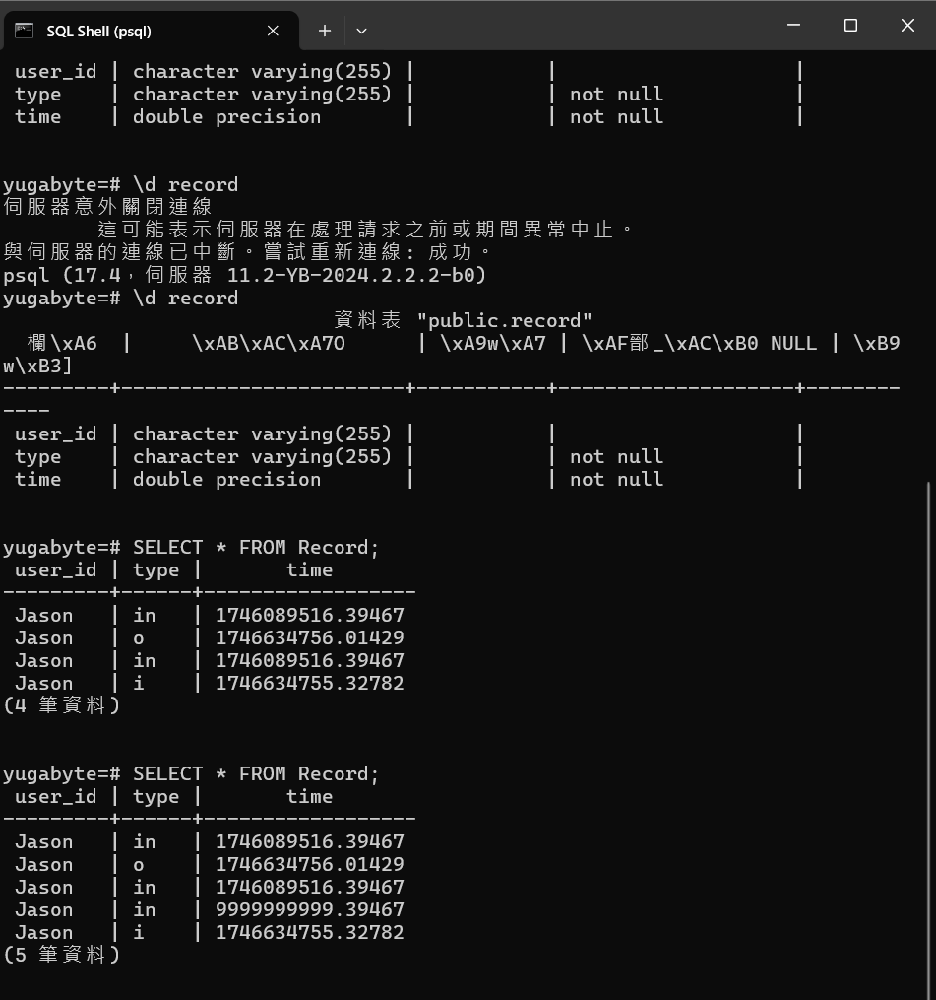 SQL Shell (psql)
user_id | character varying(255) |           |                    |
type    | character varying(255) |           | not null           |
time    | double precision       |           | not null           |
yugabyte=# \d record
伺服器意外關閉連線
這可能表示伺服器在處理請求之前或期間異常中止。
與伺服器的連線已中斷。嘗試重新連線: 成功。
psql (17.4，伺服器 11.2-YB-2024.2.2.2-b0)
yugabyte=# \d record
資料表 "public.record"
欄\xA6  |     \xAB\xAC\xA7O      | \xA9w\xA7 | \xAF鄑_\xAC\xB0 NULL | \xB9
w\xB3]
---------+------------------------+-----------+--------------------+--------
----
user_id | character varying(255) |           |                    |
type    | character varying(255) |           | not null           |
time    | double precision       |           | not null           |
yugabyte=# SELECT * FROM Record;
user_id | type |       time
---------+------+------------------
Jason   | in   | 1746089516.39467
Jason   | o    | 1746634756.01429
Jason   | in   | 1746089516.39467
Jason   | i    | 1746634755.32782
(4 筆資料)
yugabyte=# SELECT * FROM Record;
user_id | type |       time
---------+------+------------------
Jason   | in   | 1746089516.39467
Jason   | o    | 1746634756.01429
Jason   | in   | 1746089516.39467
Jason   | in   | 9999999999.39467
Jason   | i    | 1746634755.32782
(5 筆資料)